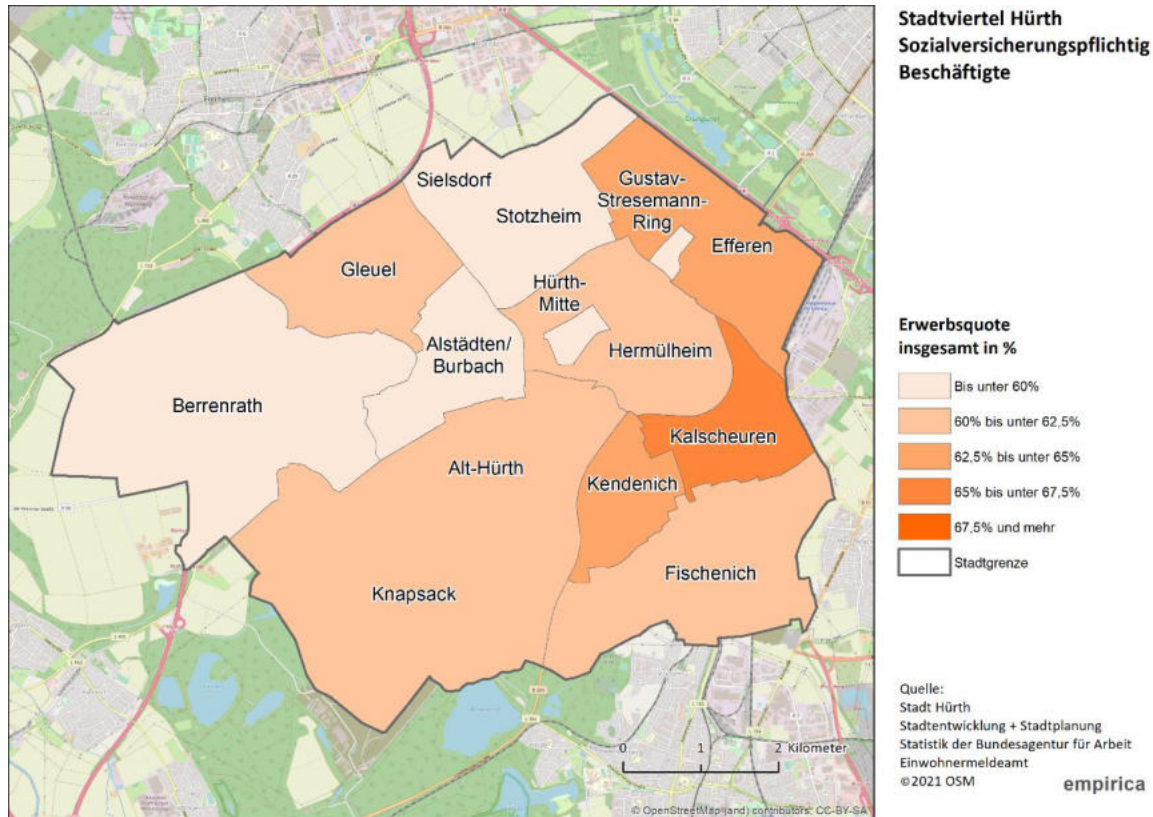 Stadtviertel Hürth
Sozialversicherungspflichtig
Beschäftigte
Sielsdorf
Stotzheim
Gustav-
Stresemann-
Ring
Efferen
Gleuel
Hürth-
Mitte
Alstädten/
Burbach
Hermülheim
Berrenrath
Kalscheuren
Alt-Hürth
Kendenich
Fischenich
Knapsack
Erwerbsquote
insgesamt in %
Bis unter 60%
60% bis unter 62,5%
62,5% bis unter 65%
65% bis unter 67,5%
67,5% und mehr
Stadtgrenze
0 1 2 Kilometer
© OpenStreetMap (and) contributors, CC-BY-SA
Quelle:
Stadt Hürth
Stadtentwicklung + Stadtplanung
Statistik der Bundesagentur für Arbeit
Einwohnermeldeamt
©2021 OSM
empirica